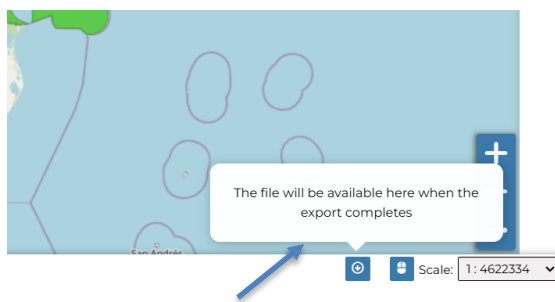 The file will be available here when the
export completes
San Andrés
Scale: 1 : 4622334